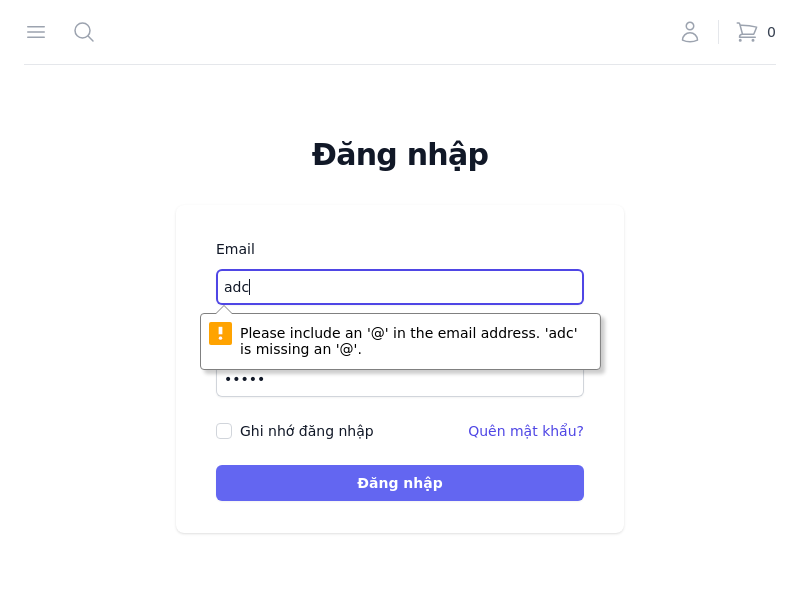 0
Đăng nhập
Email
adc
Please include an '@' in the email address. 'adc'
is missing an '@'.
•••••
Ghi nhớ đăng nhập
Quên mật khẩu?
Đăng nhập